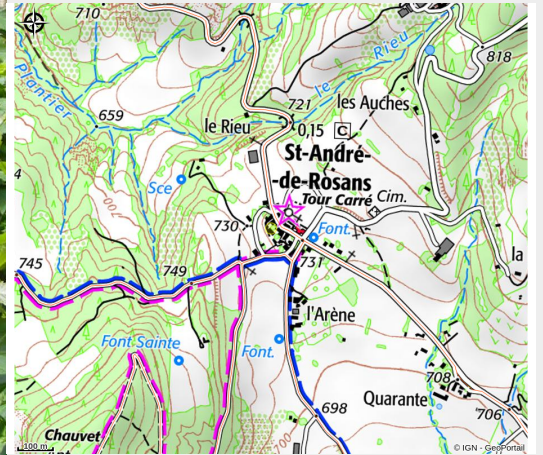 710
Rieu
le
818
Plantier
659
721
les Auches
le Rieu
0,15 C
St-André-
-de-Rosans
4
Sce
Tour Carré
Cim.
730
Font.
745
749
731
la
l'Arène
Font Sainte
Font.
708
Quarante
706
698
Chauvet
700
100 m
© IGN - GeoPortail